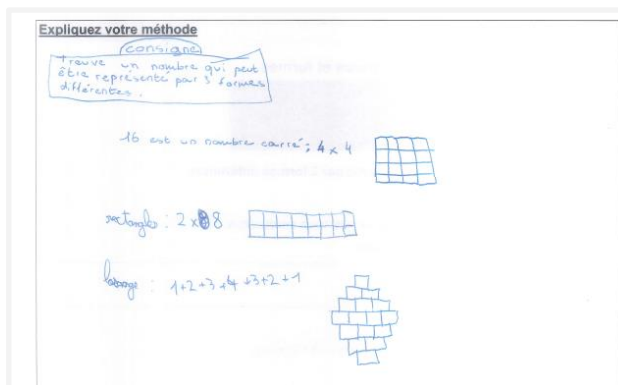 Expliquez votre méthode
consigne
Trouve un nombre qui peut
être représenté par 3 formes
différentes.
16 est un nombre carré : 4 x 4
rectangle : 2 x 8
losange : 1+2+3+4+3+2+1